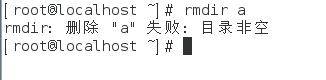 [root@localhost ~]# rmdir a
rmdir: 删除 "a" 失败: 目录非空
[root@localhost ~]#